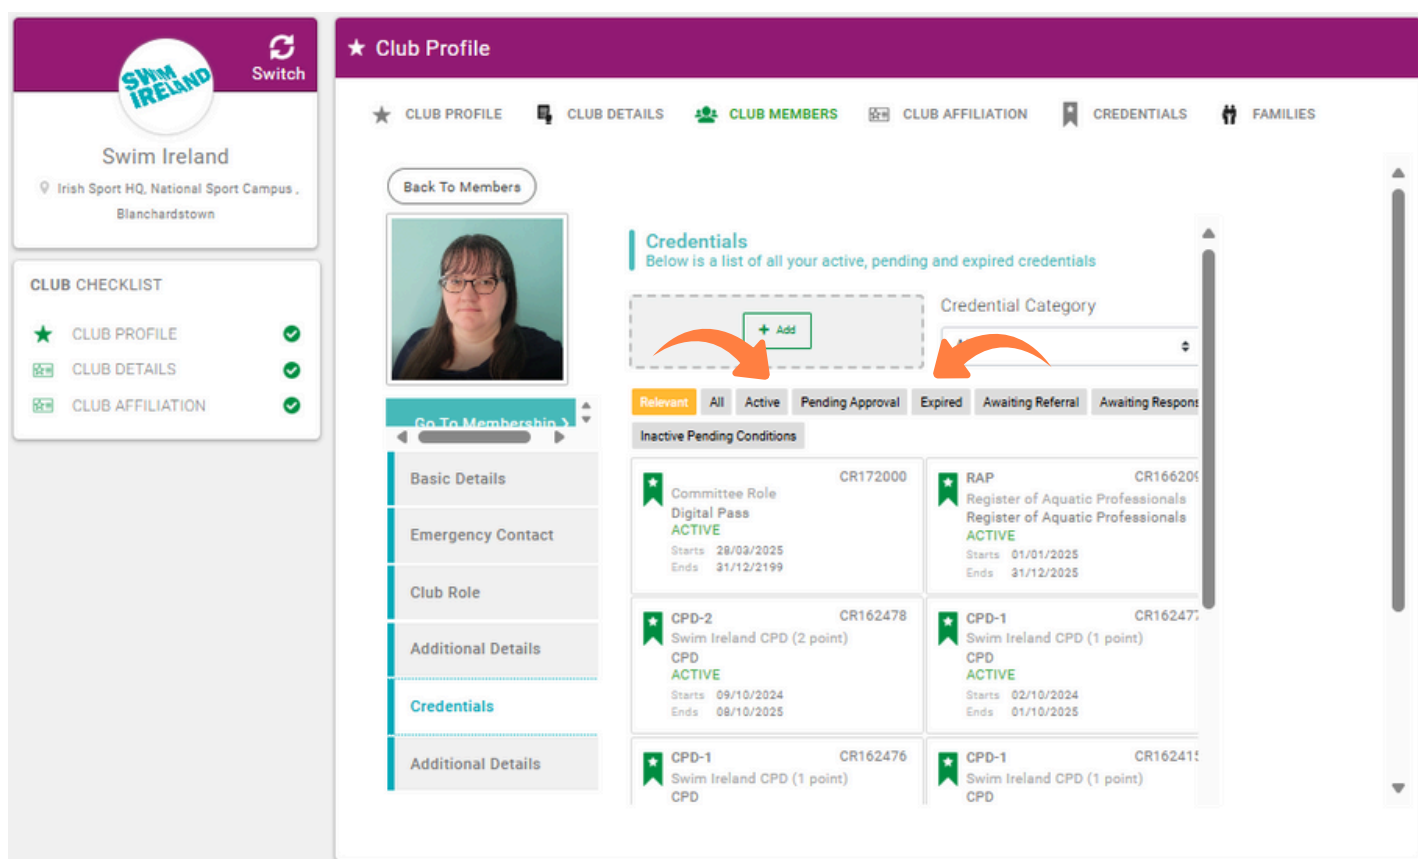 Switch
SWIM
IRELAND
Swim Ireland
Irish Sport HQ, National Sport Campus ,
Blanchardstown
CLUB CHECKLIST
CLUB PROFILE
CLUB DETAILS
CLUB AFFILIATION
Club Profile
CLUB PROFILE CLUB DETAILS CLUB MEMBERS CLUB AFFILIATION CREDENTIALS FAMILIES
Back To Members
Go To Membership
Basic Details
Emergency Contact
Club Role
Additional Details
Credentials
Additional Details
Credentials
Below is a list of all your active, pending and expired credentials
+ Add
Credential Category
Relevant All Active Pending Approval Expired Awaiting Referral Awaiting Respons
Inactive Pending Conditions
CR172000
Committee Role
Digital Pass
ACTIVE
Starts 28/03/2025
Ends 31/12/2199
RAP CR166209
Register of Aquatic Professionals
Register of Aquatic Professionals
ACTIVE
Starts 01/01/2025
Ends 31/12/2025
CPD-2 CR162478
Swim Ireland CPD (2 point)
CPD
ACTIVE
Starts 09/10/2024
Ends 08/10/2025
CPD-1 CR162477
Swim Ireland CPD (1 point)
CPD
ACTIVE
Starts 02/10/2024
Ends 01/10/2025
CPD-1 CR162476
Swim Ireland CPD (1 point)
CPD
CPD-1 CR162415
Swim Ireland CPD (1 point)
CPD